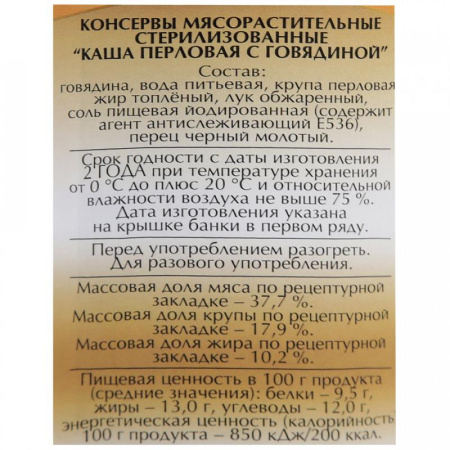 КОНСЕРВЫ МЯСОРАСТИТЕЛЬНЫЕ
СТЕРИЛИЗОВАННЫЕ
“КАША ПЕРЛОВАЯ С ГОВЯДИНОЙ”
Состав:
говядина, вода питьевая, крупа перловая
жир топлёный, лук обжаренный,
соль пищевая йодированная (содержит
агент антислеживающий Е536),
перец черный молотый.
Срок годности с даты изготовления
2 ГОДА при температуре хранения
от 0 °С до плюс 20 °С и относительной
влажности воздуха не выше 75 %.
Дата изготовления указана
на крышке банки в первом ряду.
Перед употреблением разогреть.
Для разового употребления.
Массовая доля мяса по рецептурной
закладке – 37,7 %.
Массовая доля крупы по рецептурной
закладке – 17,9 %.
Массовая доля жира по рецептурной
закладке – 10,2 %.
Пищевая ценность в 100 г продукта
(средние значения): белки – 9,5 г,
жиры – 13,0 г, углеводы – 12,0 г,
энергетическая ценность (калорийность
100 г продукта – 850 кДж/200 ккал.